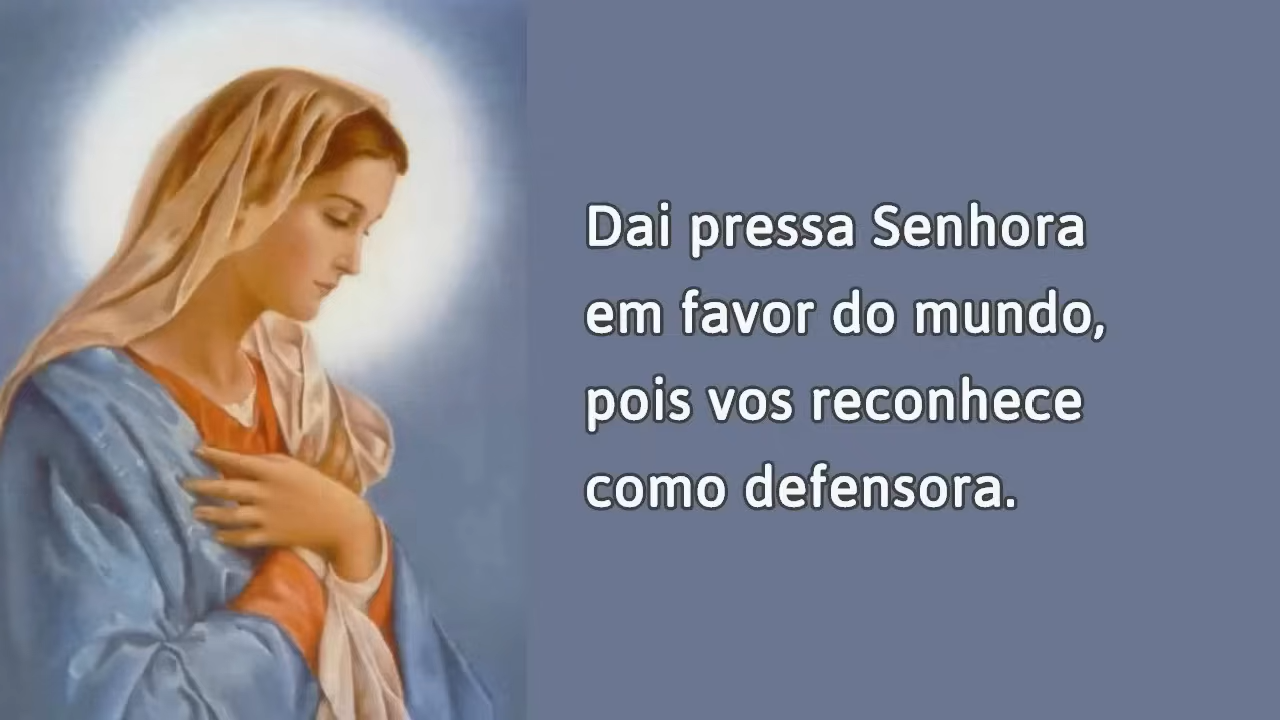 Dai pressa Senhora
em favor do mundo,
pois vos reconhece
como defensora.